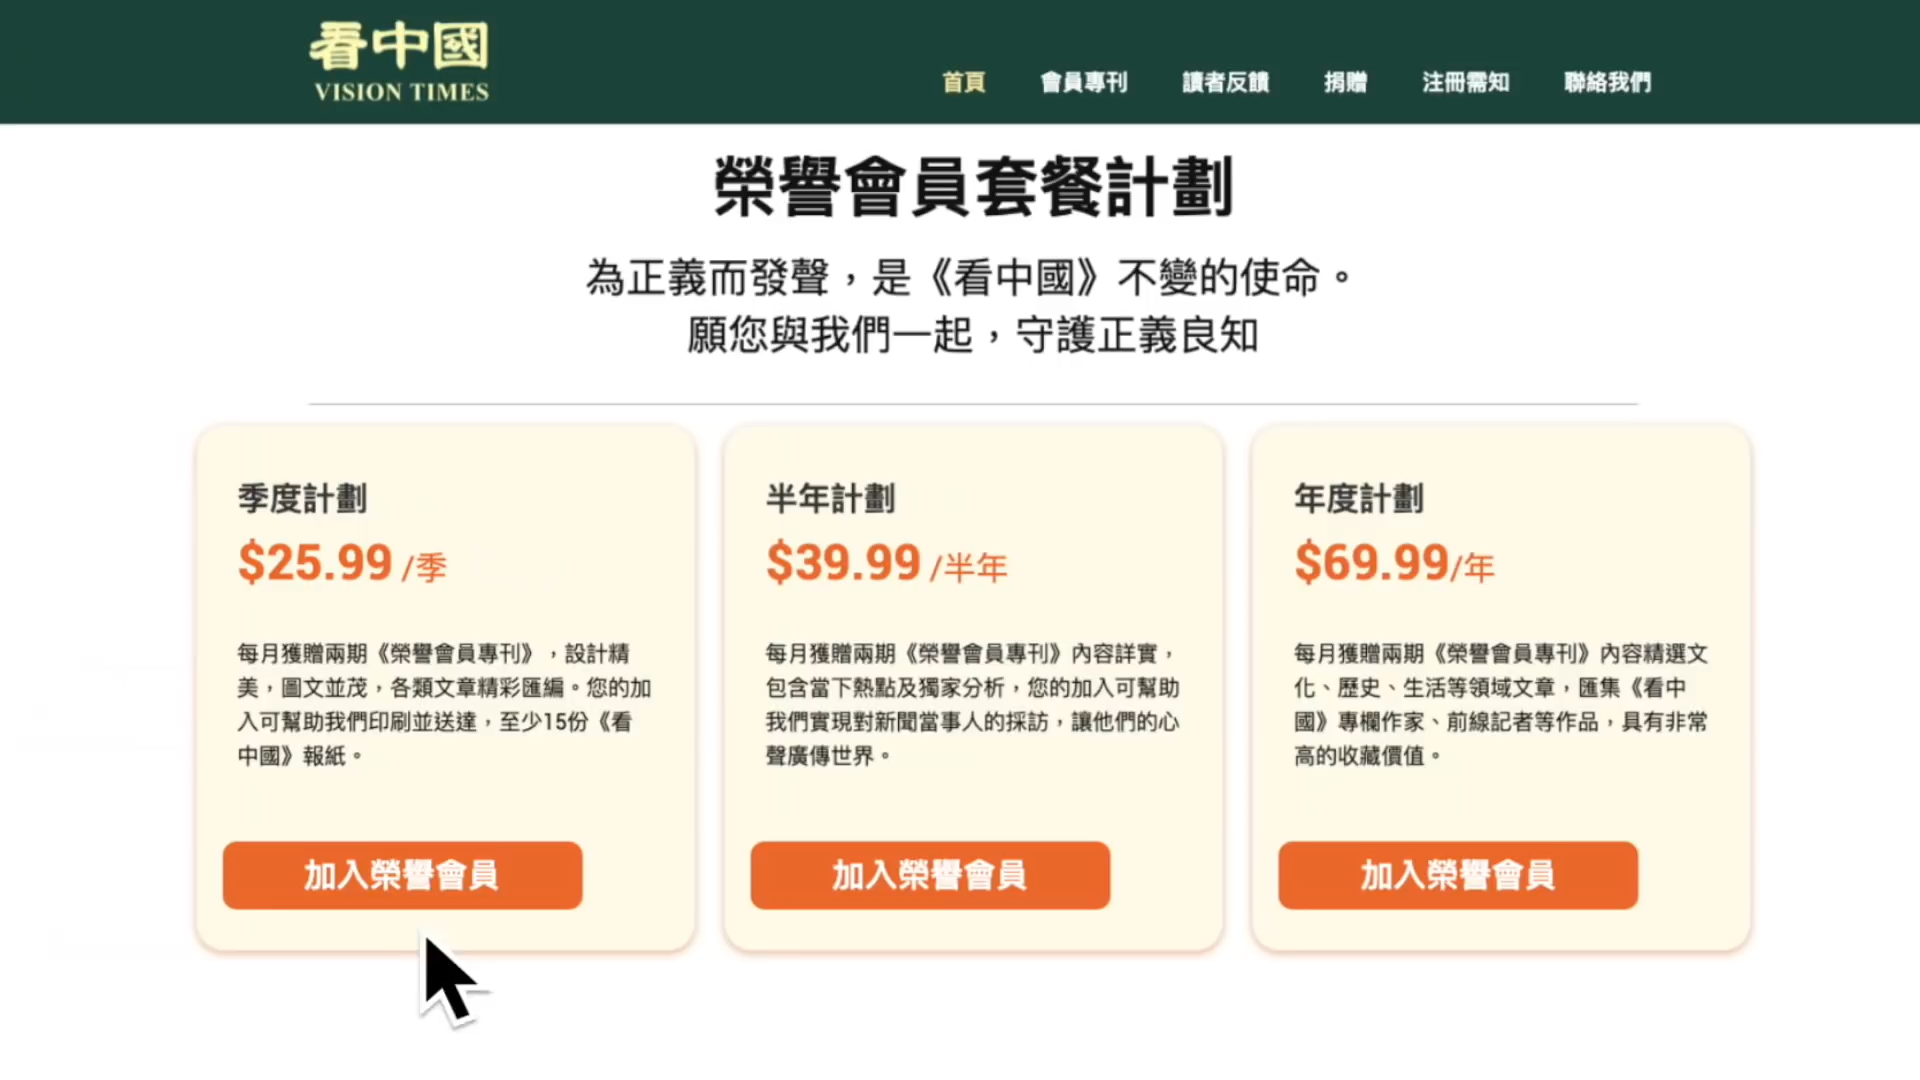 看中國
VISION TIMES
首頁 會員專刊 讀者反饋 捐贈 注冊需知 聯絡我們
榮譽會員套餐計劃
為正義而發聲，是《看中國》不變的使命。
願您與我們一起，守護正義良知
季度計劃
$25.99 /季
每月獲贈兩期《榮譽會員專刊》，設計精
美，圖文並茂，各類文章精彩匯編。您的加
入可幫助我們印刷並送達，至少15份《看
中國》報紙。
加入榮譽會員
半年計劃
$39.99 /半年
每月獲贈兩期《榮譽會員專刊》內容詳實，
包含當下熱點及獨家分析，您的加入可幫助
我們實現對新聞當事人的採訪，讓他們的心
聲廣傳世界。
加入榮譽會員
年度計劃
$69.99/年
每月獲贈兩期《榮譽會員專刊》內容精選文
化、歷史、生活等領域文章，匯集《看中
國》專欄作家、前線記者等作品，具有非常
高的收藏價值。
加入榮譽會員